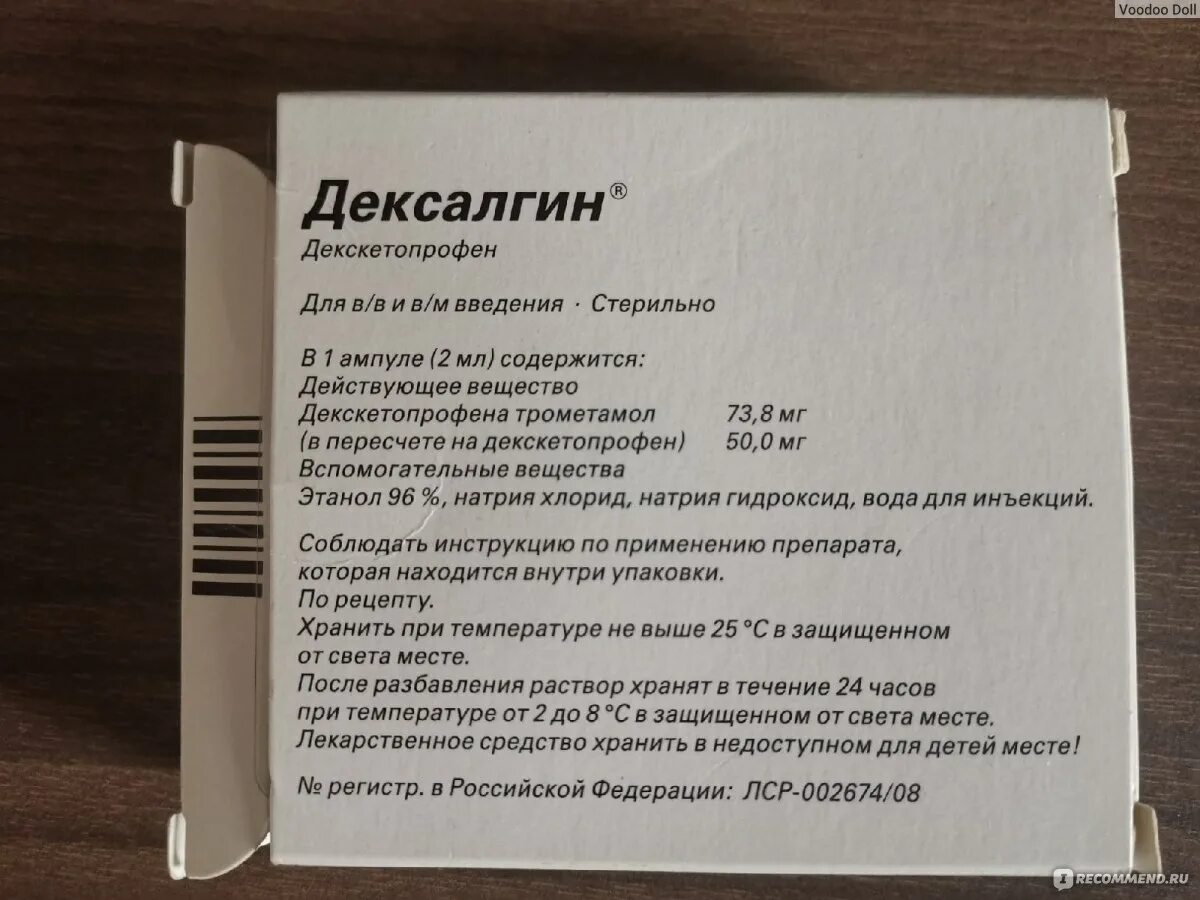 Voodoo Doll
Дексалгин®
Декскетопрофен
Для в/в и в/м введения · Стерильно
В 1 ампуле (2 мл) содержится:
Действующее вещество
Декскетопрофена трометамол 73,8 мг
(в пересчете на декскетопрофен) 50,0 мг
Вспомогательные вещества
Этанол 96 %, натрия хлорид, натрия гидроксид, вода для инъекций.
Соблюдать инструкцию по применению препарата,
которая находится внутри упаковки.
По рецепту.
Хранить при температуре не выше 25 °C в защищенном
от света месте.
После разбавления раствор хранят в течение 24 часов
при температуре от 2 до 8 °C в защищенном от света месте.
Лекарственное средство хранить в недоступном для детей месте!
№ регистр. в Российской Федерации: ЛСР-002674/08
IRECOMMEND.RU